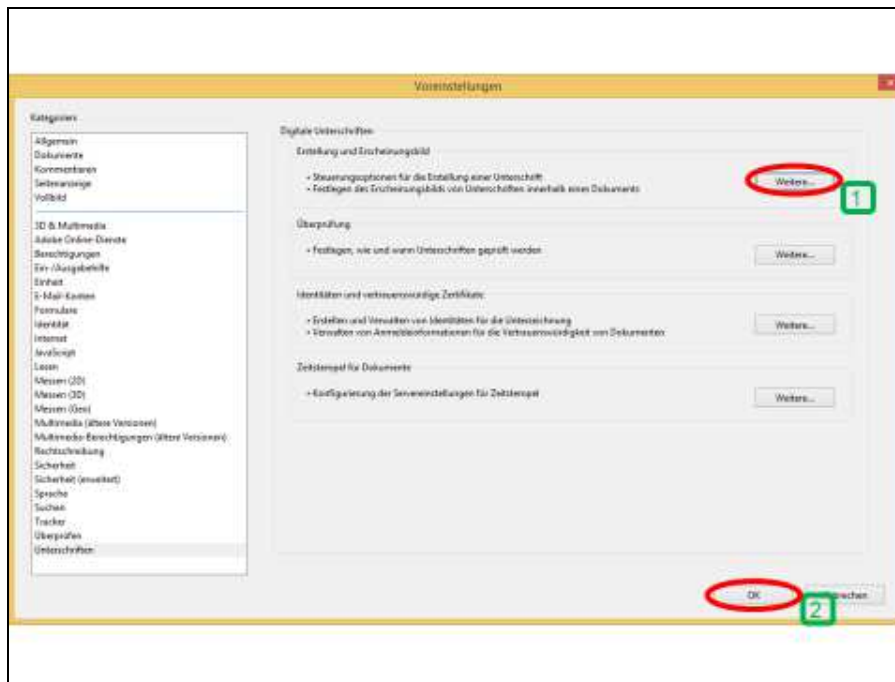 Voreinstellungen
x
Kategorien:
Allgemein
Dokumente
Kommentaren
Seitenanzeige
Vollbild
3D & Multimedia
Adobe Online-Dienste
Berechtigungen
Ein-/Ausgabehilfe
Einheit
E-Mail-Konten
Formulare
Identität
Internet
JavaScript
Lesen
Messen (2D)
Messen (3D)
Messen (Geo)
Multimedia (ältere Versionen)
Multimedia-Berechtigungen (ältere Versionen)
Rechtschreibung
Sicherheit
Sicherheit (erweitert)
Sprache
Suchen
Tracker
Überprüfen
Unterschriften
Digitale Unterschriften
Erstellung und Erscheinungsbild
• Steuerungsoptionen für die Erstellung einer Unterschrift
• Festlegen des Erscheinungsbilds von Unterschriften innerhalb eines Dokuments
Weitere...
1
Überprüfung
• Festlegen, wie und wann Unterschriften geprüft werden
Weitere...
Identitäten und vertrauenswürdige Zertifikate
• Erstellen und Verwalten von Identitäten für die Unterzeichnung
• Verwalten von Anmeldeinformationen für die Vertrauenswürdigkeit von Dokumenten
Weitere...
Zeitstempel für Dokumente
• Konfigurierung der Servereinstellungen für Zeitstempel
Weitere...
OK
2
rechen